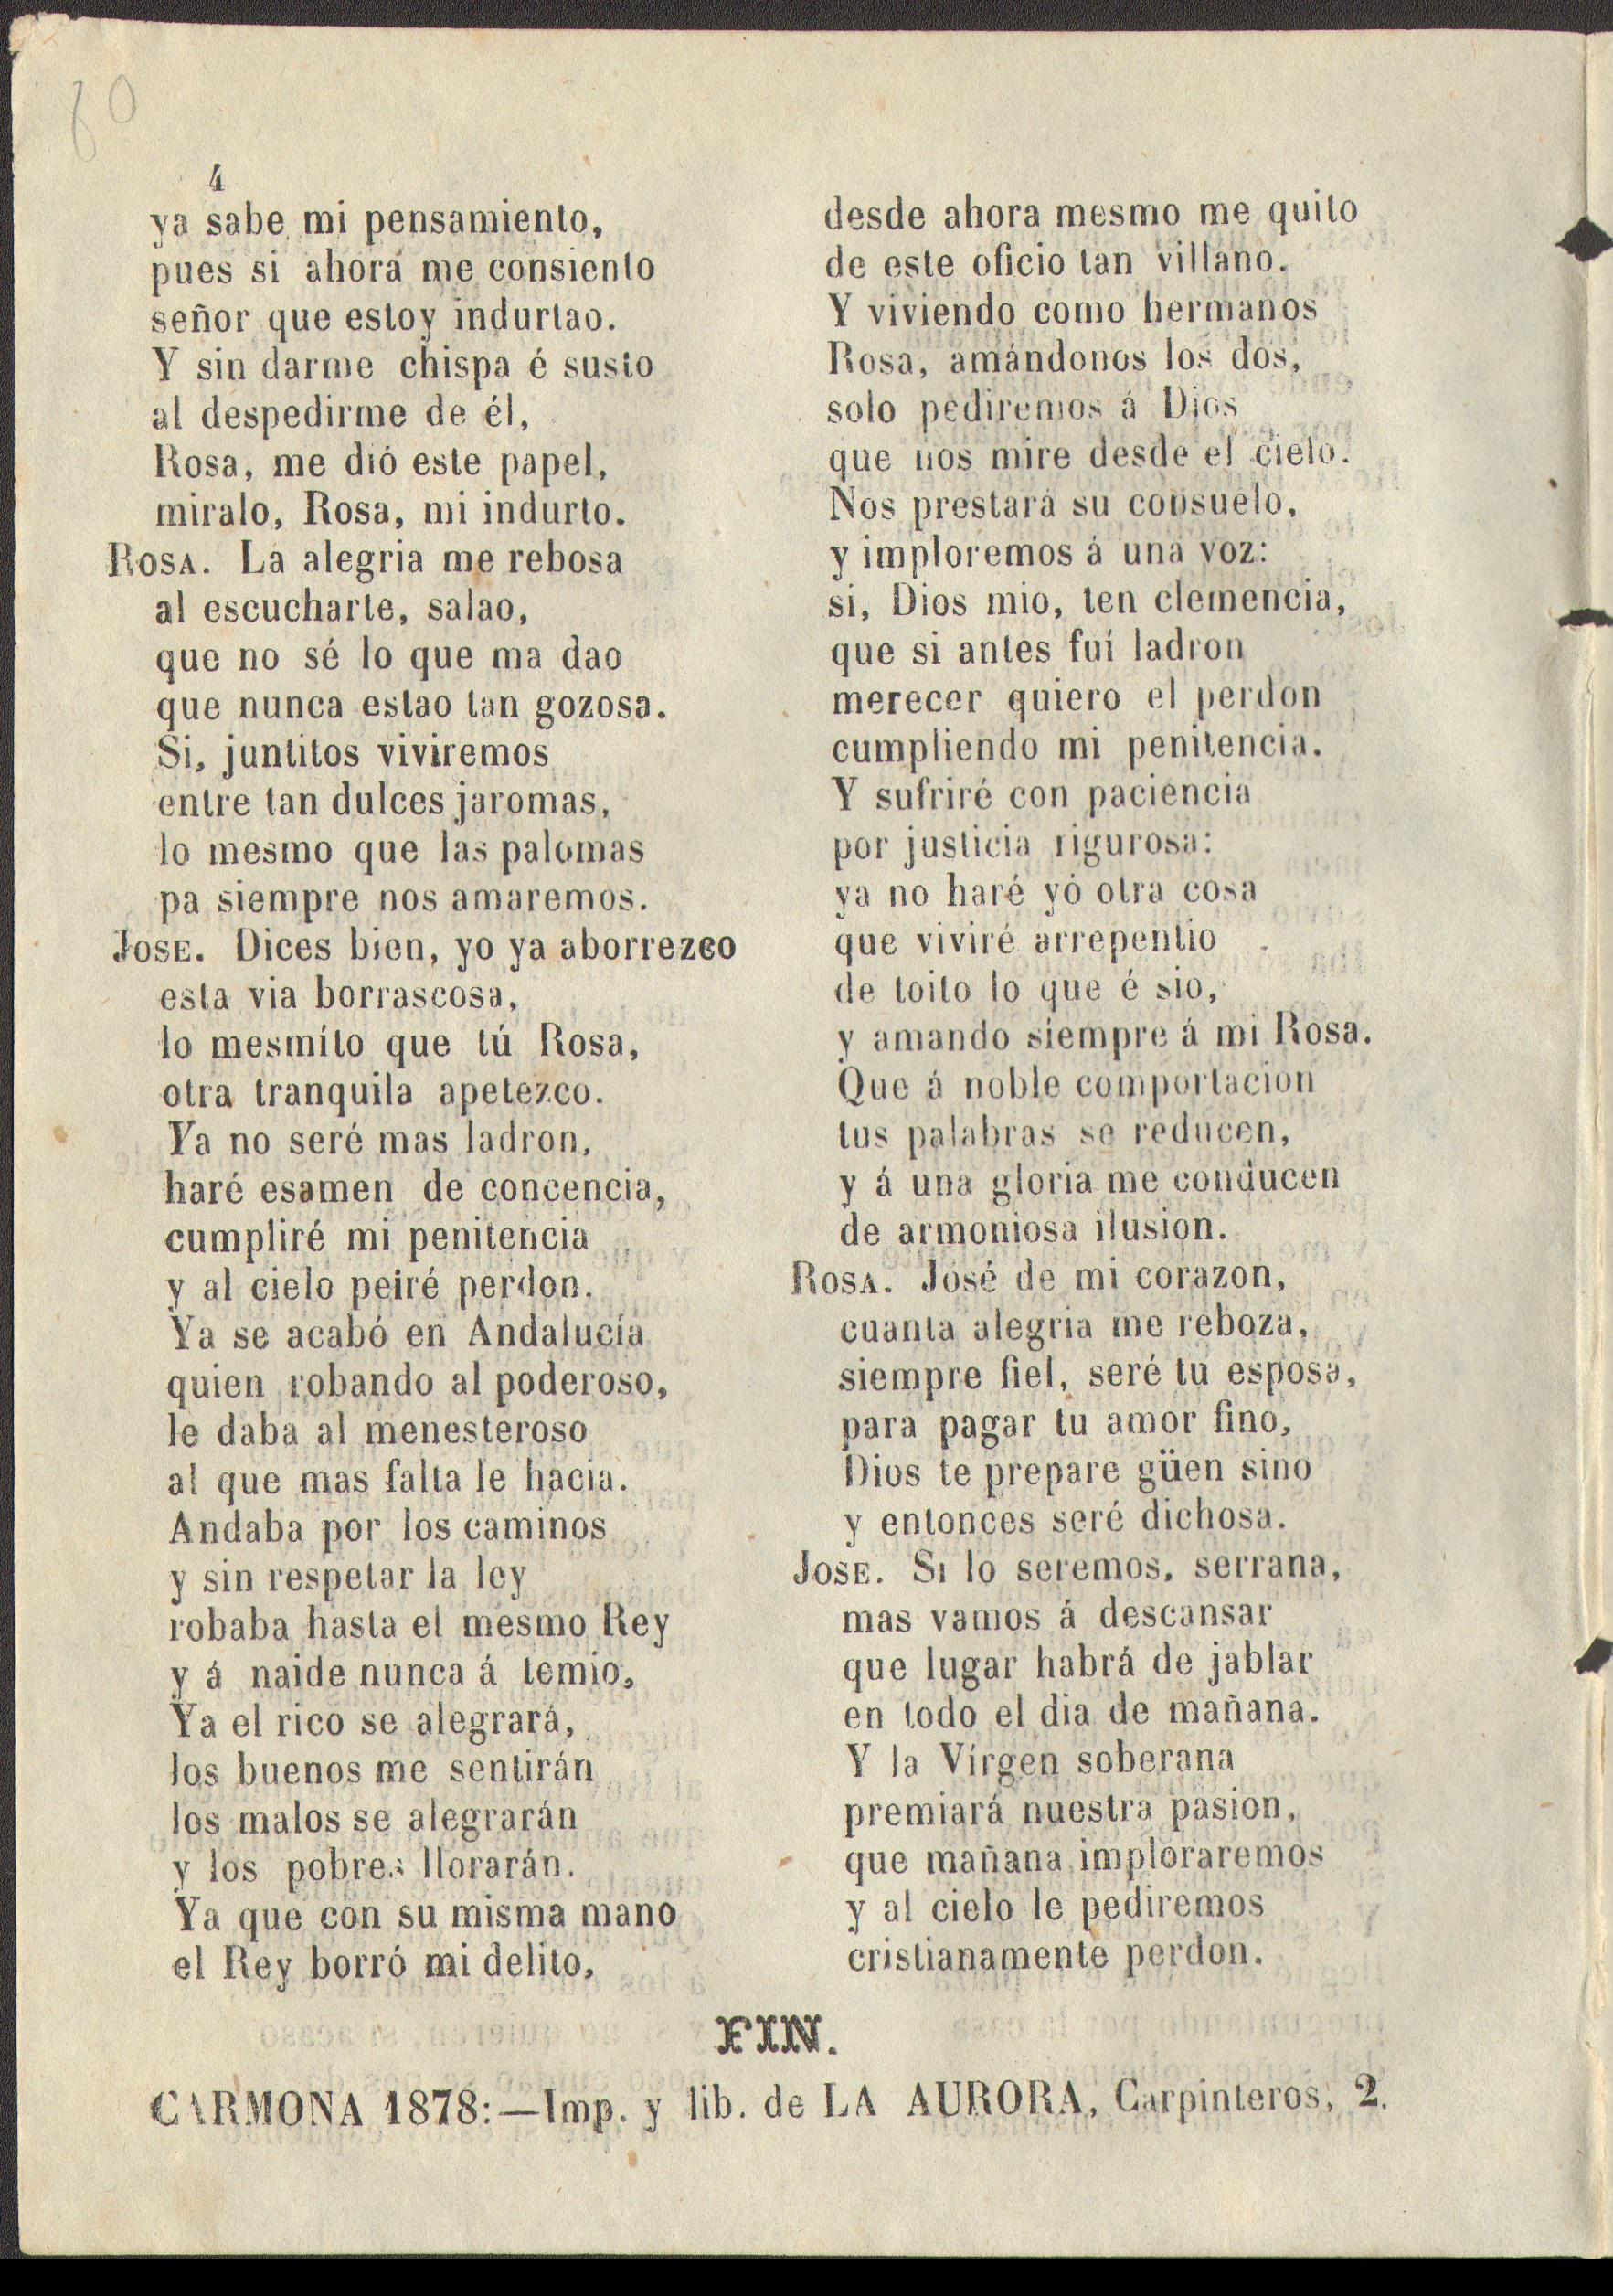 80
4
ya sabe mi pensamiento,
pues si ahora me consiento
señor que estoy indurtao.
Y sin darme chispa é susto
al despedirme de él,
Rosa, me dió este papel,
miralo, Rosa, mi indurto.
ROSA. La alegria me rebosa
al escucharte, salao,
que no sé lo que ma dao
que nunca estao tan gozosa.
Si, juntitos viviremos
entre tan dulces jaromas,
lo mesmo que las palomas
pa siempre nos amaremos.
JOSE. Dices bien, yo ya aborrezco
esta via borrascosa,
lo mesmíto que tú Rosa,
otra tranquila apetezco.
Ya no seré mas ladron,
haré esamen de concencia,
cumpliré mi penitencia
y al cielo peiré perdon.
Ya se acabó en Andalucía
quien robando al poderoso,
le daba al menesteroso
al que mas falta le hacia.
Andaba por los caminos
y sin respetar la ley
robaba hasta el mesmo Rey
y á naide nunca á temio,
Ya el rico se alegrará,
los buenos me sentirán
los malos se alegrarán
y los pobres llorarán.
Ya que con su misma mano
el Rey borró mi delito,
desde ahora mesmo me quito
de este oficio tan villano.
Y viviendo como hermanos
Rosa, amándonos los dos,
solo pediremos á Dios
que nos mire desde el cielo.
Nos prestará su consuelo,
y imploremos á una voz:
si, Dios mio, ten clemencia,
que si antes fuí ladron
merecer quiero el perdon
cumpliendo mi penitencia.
Y sufriré con paciencia
por justicia rigurosa:
ya no haré yó otra cosa
que viviré arrepentio
de toito lo que é sio,
y amando siempre á mi Rosa.
Que á noble comportacion
tus palabras se reducen,
y á una gloria me conducen
de armoniosa ilusion.
ROSA. José de mi corazon,
cuanta alegria me reboza,
siempre fiel, seré tu esposa,
para pagar tu amor fino,
Dios te prepare güen sino
y entonces seré dichosa.
JOSE. Si lo seremos, serrana,
mas vamos á descansar
que lugar habrá de jablar
en todo el dia de mañana.
Y la Vírgen soberana
premiará nuestra pasion,
que mañana imploraremos
y al cielo le pediremos
cristianamente perdon.
FIN.
CARMONA 1878:—Imp. y lib. de LA AURORA, Carpinteros, 2.